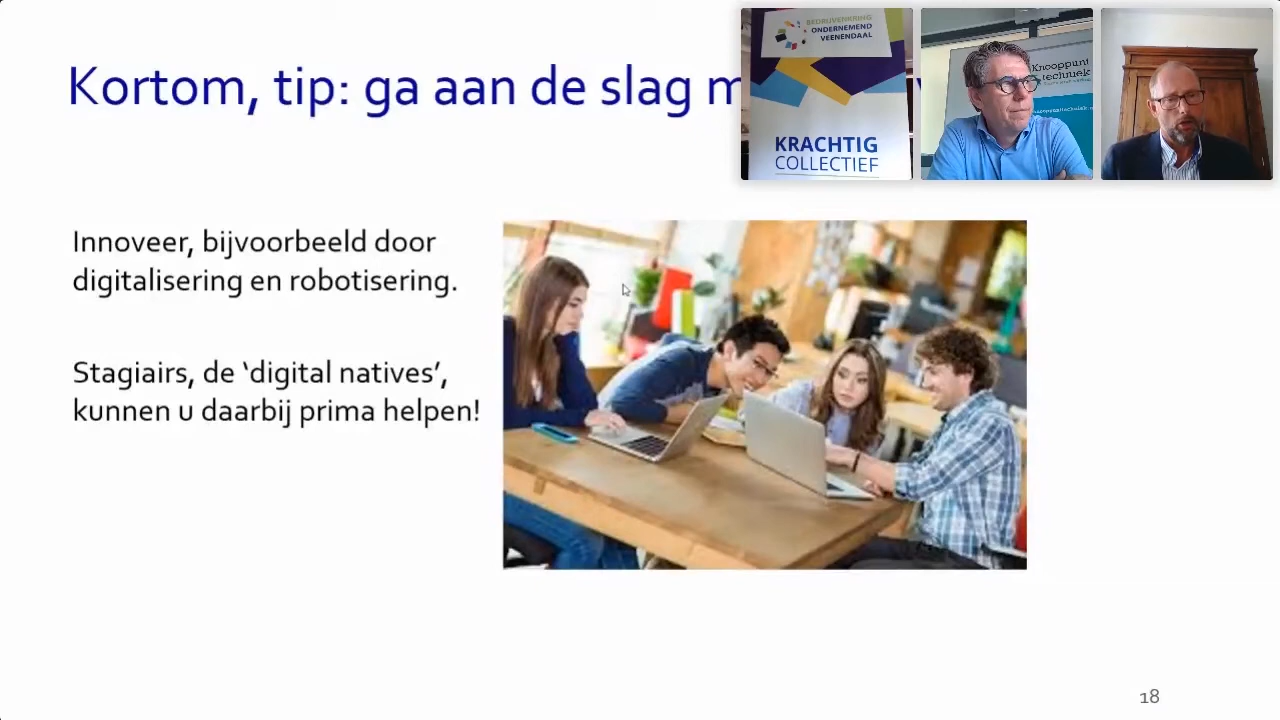 Kortom, tip: ga aan de slag m
Innoveer, bijvoorbeeld door
digitalisering en robotisering.
Stagiairs, de ‘digital natives’,
kunnen u daarbij prima helpen!
18
BEDRIJVENKRING
ONDERNEMEND
VEENENDAAL
KRACHTIG
COLLECTIEF
Knooppunt
techniek